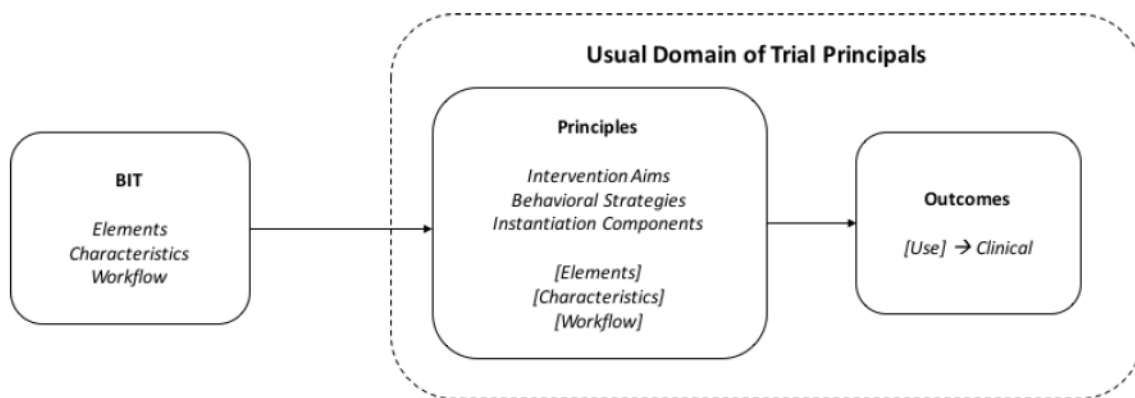 Usual Domain of Trial Principals
BIT
Elements
Characteristics
Workflow
Principles
Intervention Aims
Behavioral Strategies
Instantiation Components
[Elements]
[Characteristics]
[Workflow]
Outcomes
[Use] → Clinical